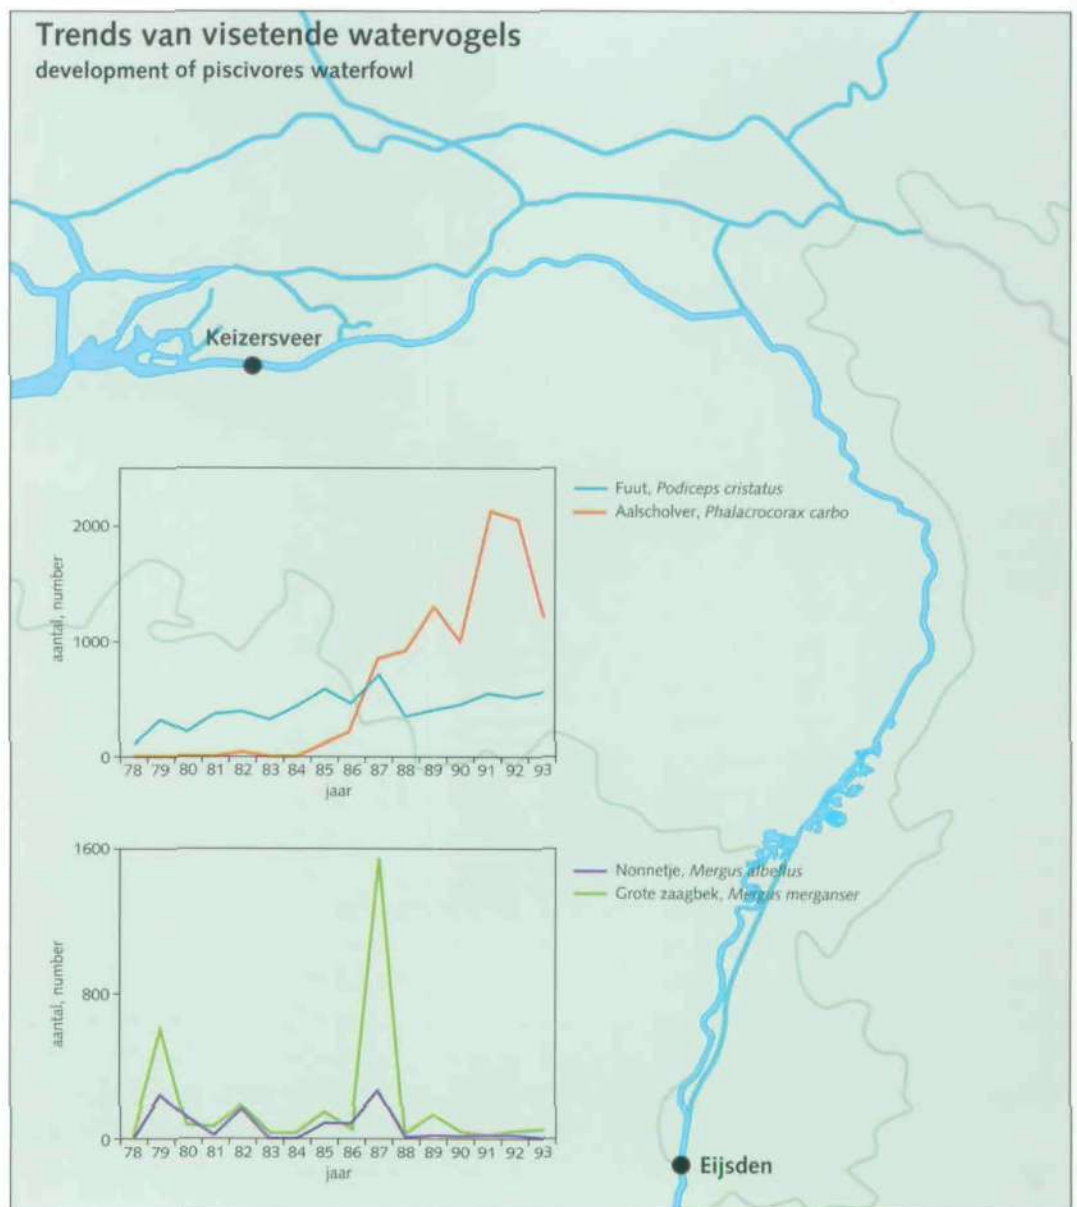 Trends van visetende watervogels
development of piscivores waterfowl
Keizersveer
Fuut, Podiceps cristatus
Aalscholver, Phalacrocorax carbo
aantal, number
2000
1000
0
78 79 80 81 82 83 84 85 86 87 88 89 90 91 92 93
jaar
Nonnetje, Mergus albellus
Grote zaagbek, Mergus merganser
aantal, number
1600
800
0
78 79 80 81 82 83 84 85 86 87 88 89 90 91 92 93
jaar
Eijsden